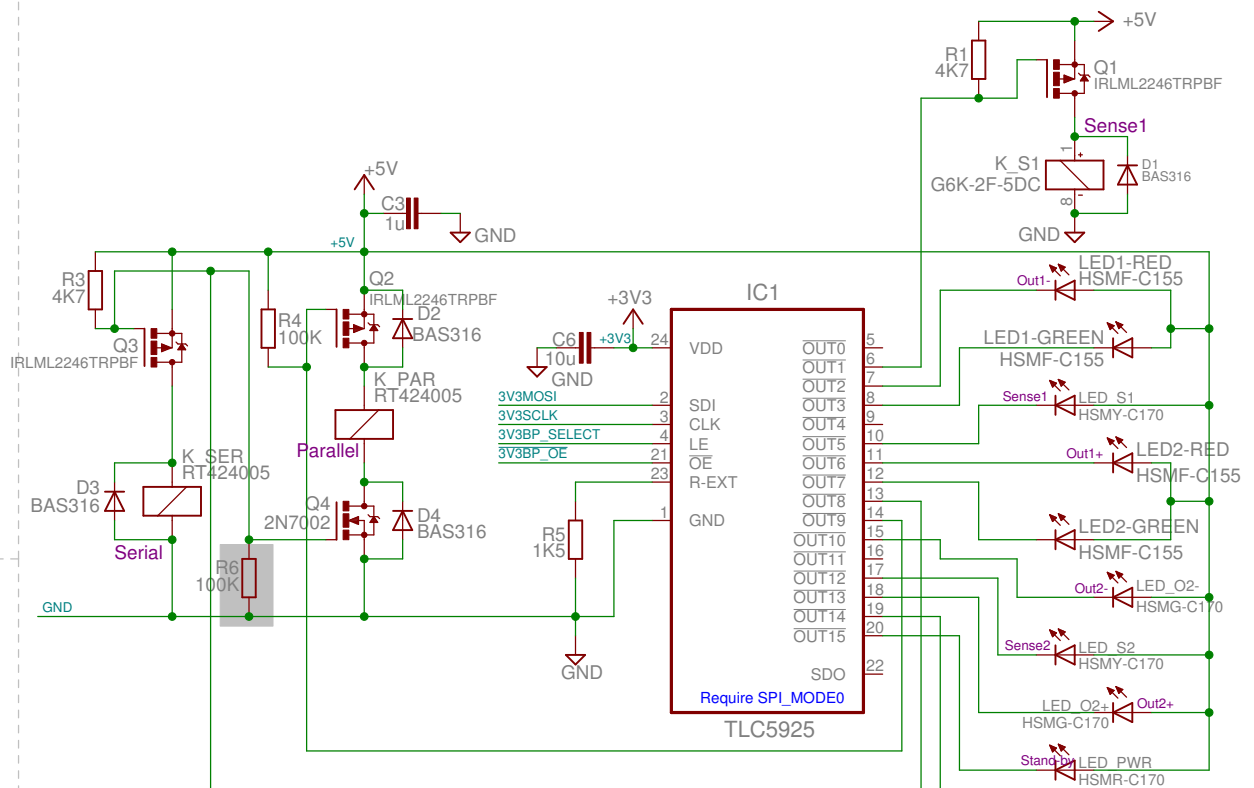 +5V
R1
4K7
Q1
IRLML2246TRPBF
Sense1
1
+
K_S1
G6K-2F-5DC
D1
BAS316
8
-
GND
+5V
C3
1u
GND
+5V
R3
4K7
Q3
IRLML2246TRPBF
R4
100K
Q2
IRLML2246TRPBF
D2
BAS316
K_PAR
RT424005
Parallel
K_SER
RT424005
D3
BAS316
Serial
Q4
2N7002
D4
BAS316
R6
100K
GND
R5
1K5
GND
+3V3
C6
10u
+3V3
GND
3V3MOSI
3V3SCLK
3V3BP_SELECT
3V3BP_OE
IC1
24
VDD
2
SDI
3
CLK
4
LE
21
OE
23
R-EXT
1
GND
OUT0
5
OUT1
6
OUT2
7
OUT3
8
OUT4
9
OUT5
10
OUT6
11
OUT7
12
OUT8
13
OUT9
14
OUT10
15
OUT11
16
OUT12
17
OUT13
18
OUT14
19
OUT15
20
SDO
22
Require SPI_MODE0
TLC5925
Out1-
LED1-RED
HSMF-C155
LED1-GREEN
HSMF-C155
Sense1
LED_S1
HSMY-C170
Out1+
LED2-RED
HSMF-C155
LED2-GREEN
HSMF-C155
Out2-
LED_O2-
HSMG-C170
Sense2
LED_S2
HSMY-C170
LED_O2+
HSMG-C170
Out2+
Stand-by
LED_PWR
HSMR-C170